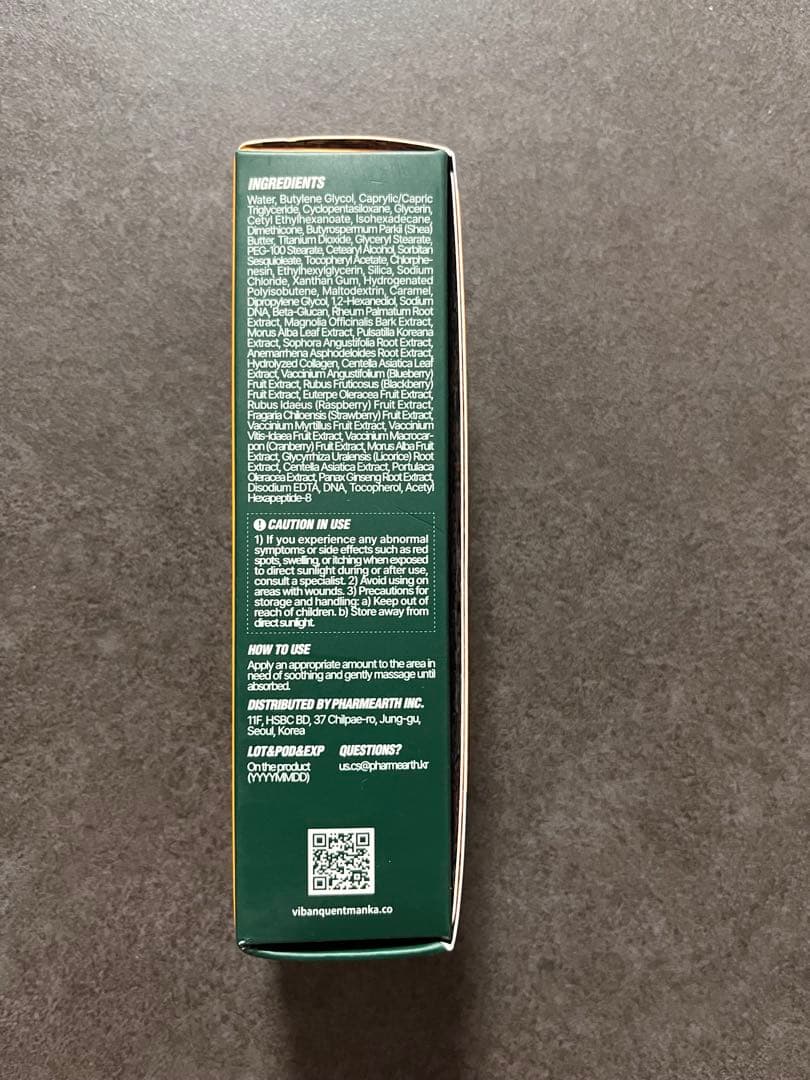 INGREDIENTS
Water, Butylene Glycol, Caprylic/Capric
Triglyceride, Cyclopentasiloxane, Glycerin,
Cetyl Ethylhexanoate, Isohexadecane,
Dimethicone, Butyrospermum Parkii (Shea)
Butter, Titanium Dioxide, Glyceryl Stearate,
PEG-100 Stearate, Cetearyl Alcohol, Sorbitan
Sesquioleate, Tocopheryl Acetate, Chlorphe-
nesin, Ethylhexylglycerin, Silica, Sodium
Chloride, Xanthan Gum, Hydrogenated
Polyisobutene, Maltodextrin, Caramel,
Dipropylene Glycol, 1,2-Hexanediol, Sodium
DNA, Beta-Glucan, Rheum Palmatum Root
Extract, Magnolia Officinalis Bark Extract,
Morus Alba Leaf Extract, Pulsatilla Koreana
Extract, Sophora Angustifolia Root Extract,
Anemarrhena Asphodeloides Root Extract,
Hydrolyzed Collagen, Centella Asiatica Leaf
Extract, Vaccinium Angustifolium (Blueberry)
Fruit Extract, Rubus Fruticosus (Blackberry)
Fruit Extract, Euterpe Oleracea Fruit Extract,
Rubus Idaeus (Raspberry) Fruit Extract,
Fragaria Chiloensis (Strawberry) Fruit Extract,
Vaccinium Myrtillus Fruit Extract, Vaccinium
Vitis-Idaea Fruit Extract, Vaccinium Macrocar-
pon (Cranberry) Fruit Extract, Morus Alba Fruit
Extract, Glycyrrhiza Uralensis (Licorice) Root
Extract, Centella Asiatica Extract, Portulaca
Oleracea Extract, Panax Ginseng Root Extract,
Disodium EDTA, DNA, Tocopherol, Acetyl
Hexapeptide-8
! CAUTION IN USE
1) If you experience any abnormal
symptoms or side effects such as red
spots, swelling, or itching when exposed
to direct sunlight during or after use,
consult a specialist. 2) Avoid using on
areas with wounds. 3) Precautions for
storage and handling: a) Keep out of
reach of children. b) Store away from
direct sunlight.
HOW TO USE
Apply an appropriate amount to the area in
need of soothing and gently massage until
absorbed.
DISTRIBUTED BY PHARMEARTH INC.
11F, HSBC BD, 37 Chilpae-ro, Jung-gu,
Seoul, Korea
LOT&POD&EXP QUESTIONS?
On the product us.cs@pharmearth.kr
(YYYYMMDD)
vibanquentmanka.co